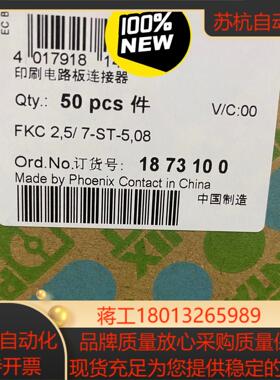 苏杭自动
100%
NEW
EC B
4 017918 1
印刷电路板连接器
Qty.: 50 pcs 件
V/C:00
FKC 2,5/ 7-ST-5,08
Ord.No.订货号: 18 73 10 0
Made by Phoenix Contact in China
中国制造
蒋工18013265989
自动化
品牌质量放心采购质量保
开票
现货充足为您提供稳定可